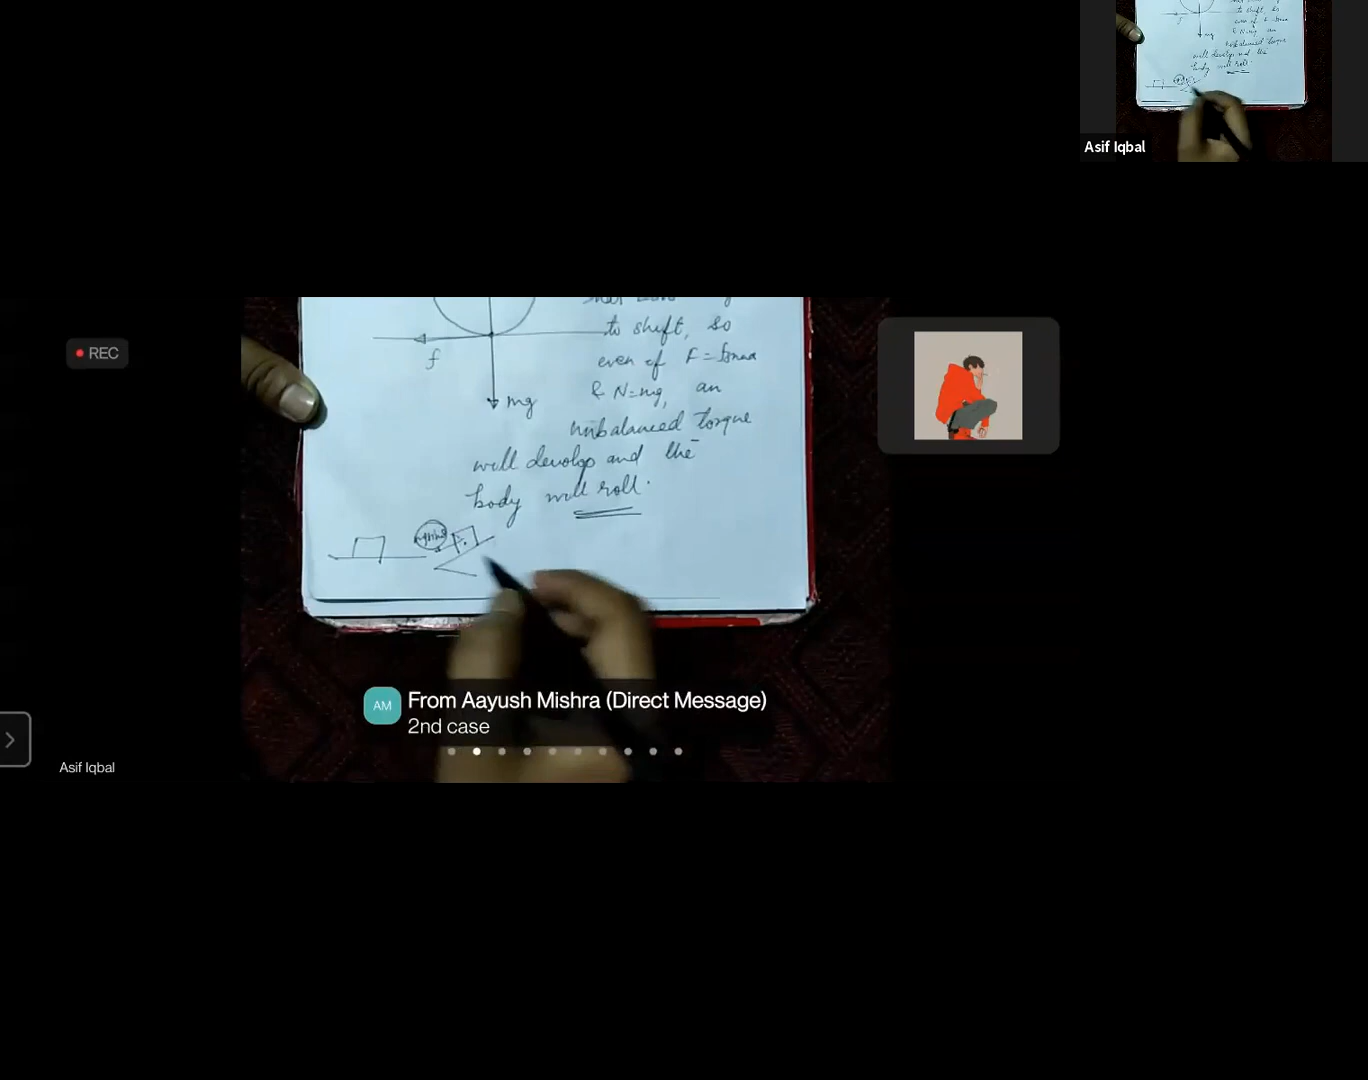 Asif Iqbal
REC
to shift, so
even if F = fmax
f
& N=mg, an
mg
unbalanced torque
will develop and the
body will roll.
AM
From Aayush Mishra (Direct Message)
2nd case
Asif Iqbal